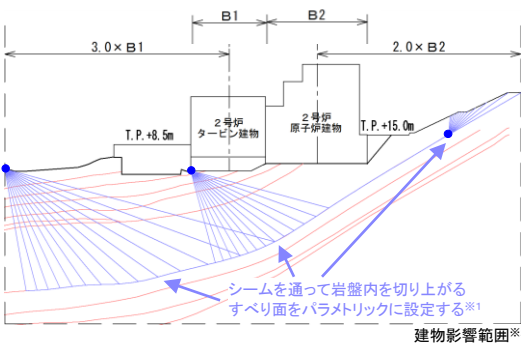 B1
B2
3.0×B1
2.0×B2
2号炉
タービン建物
2号炉
原子炉建物
T.P.+8.5m
T.P.+15.0m
シームを通って岩盤内を切り上がる
すべり面をパラメトリックに設定する※1
建物影響範囲※